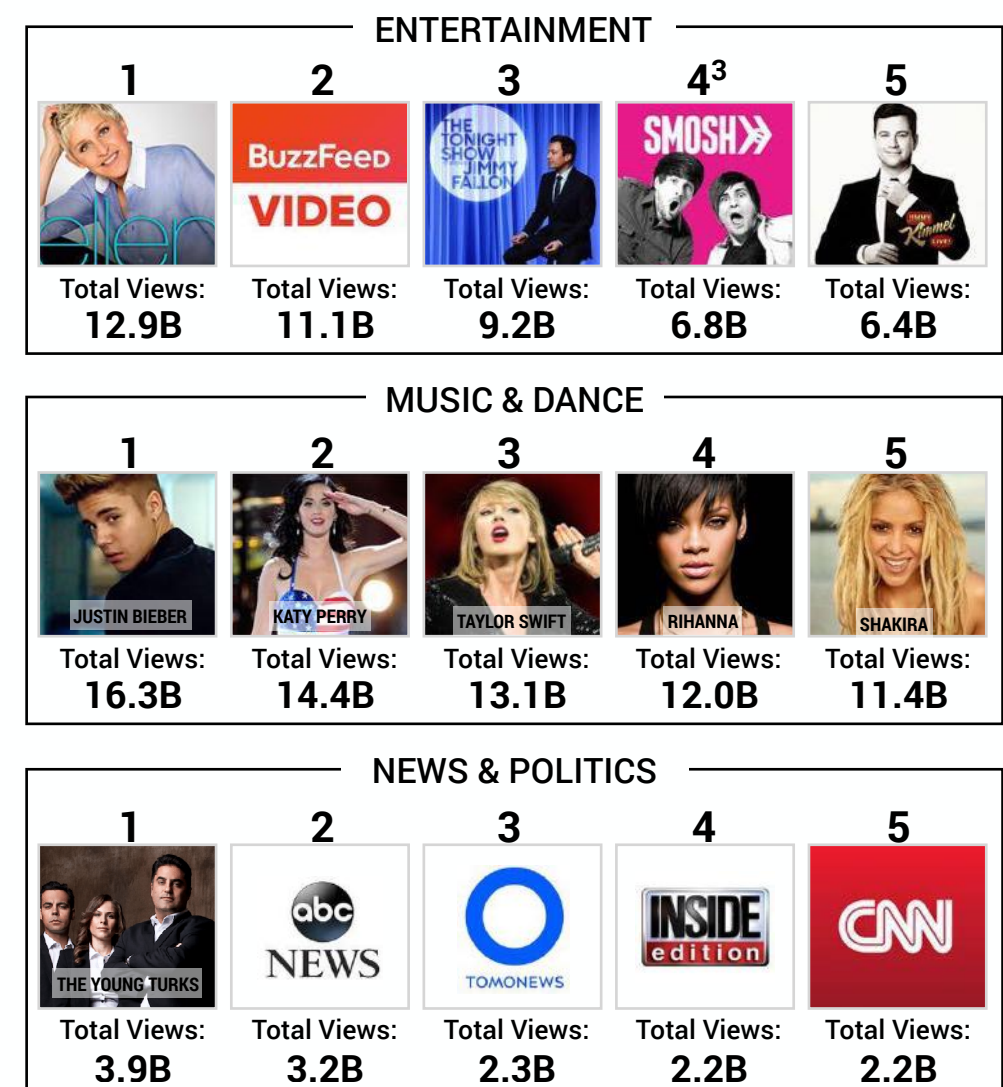 ENTERTAINMENT
1 2 3 4³ 5
ellen
BuzzFeed
VIDEO
THE
TONIGHT
SHOW
JIMMY
FALLON
SMOSH
JIMMY
Kimmel
LIVE!
Total Views: Total Views: Total Views: Total Views: Total Views:
12.9B 11.1B 9.2B 6.8B 6.4B
MUSIC & DANCE
1 2 3 4 5
JUSTIN BIEBER KATY PERRY TAYLOR SWIFT RIHANNA SHAKIRA
Total Views: Total Views: Total Views: Total Views: Total Views:
16.3B 14.4B 13.1B 12.0B 11.4B
NEWS & POLITICS
1 2 3 4 5
THE YOUNG TURKS
abc
NEWS
TOMONEWS
INSIDE
edition
CNN
Total Views: Total Views: Total Views: Total Views: Total Views:
3.9B 3.2B 2.3B 2.2B 2.2B